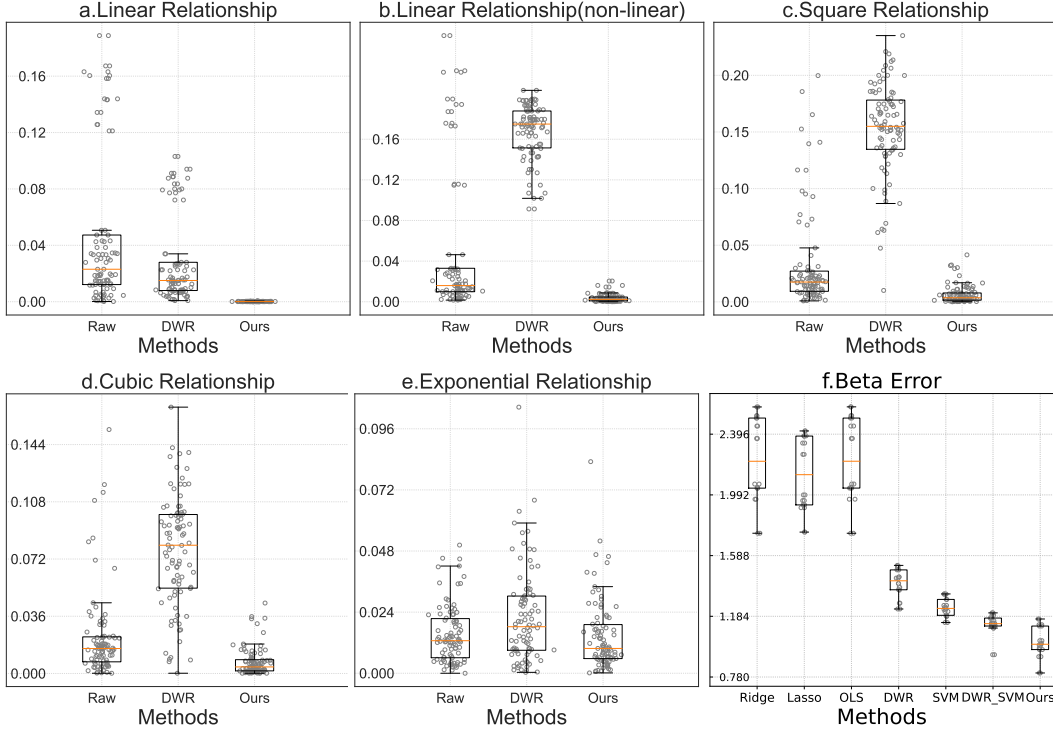 a.Linear Relationship
0.16
0.12
0.08
0.04
0.00
Raw DWR Ours
Methods
b.Linear Relationship(non-linear)
0.16
0.12
0.08
0.04
0.00
Raw DWR Ours
Methods
c.Square Relationship
0.20
0.15
0.10
0.05
0.00
Raw DWR Ours
Methods
d.Cubic Relationship
0.144
0.108
0.072
0.036
0.000
Raw DWR Ours
Methods
e.Exponential Relationship
0.096
0.072
0.048
0.024
0.000
Raw DWR Ours
Methods
f.Beta Error
2.396
1.992
1.588
1.184
0.780
Ridge Lasso OLS DWR SVM DWR_SVM Ours
Methods